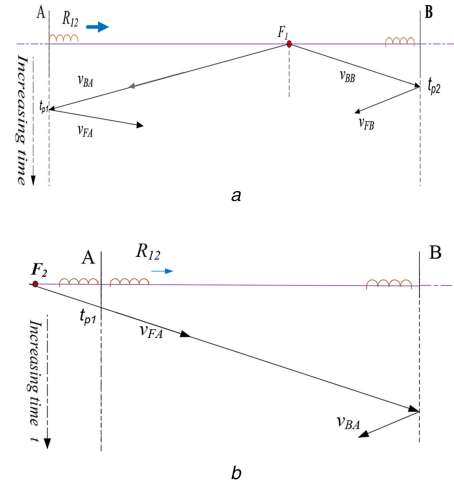 A
R12
F1
B
Increasing time
vBA
vBB
tp1
tp2
vFA
vFB
a
F2
A
R12
B
tp1
vFA
Increasing time t
vBA
b